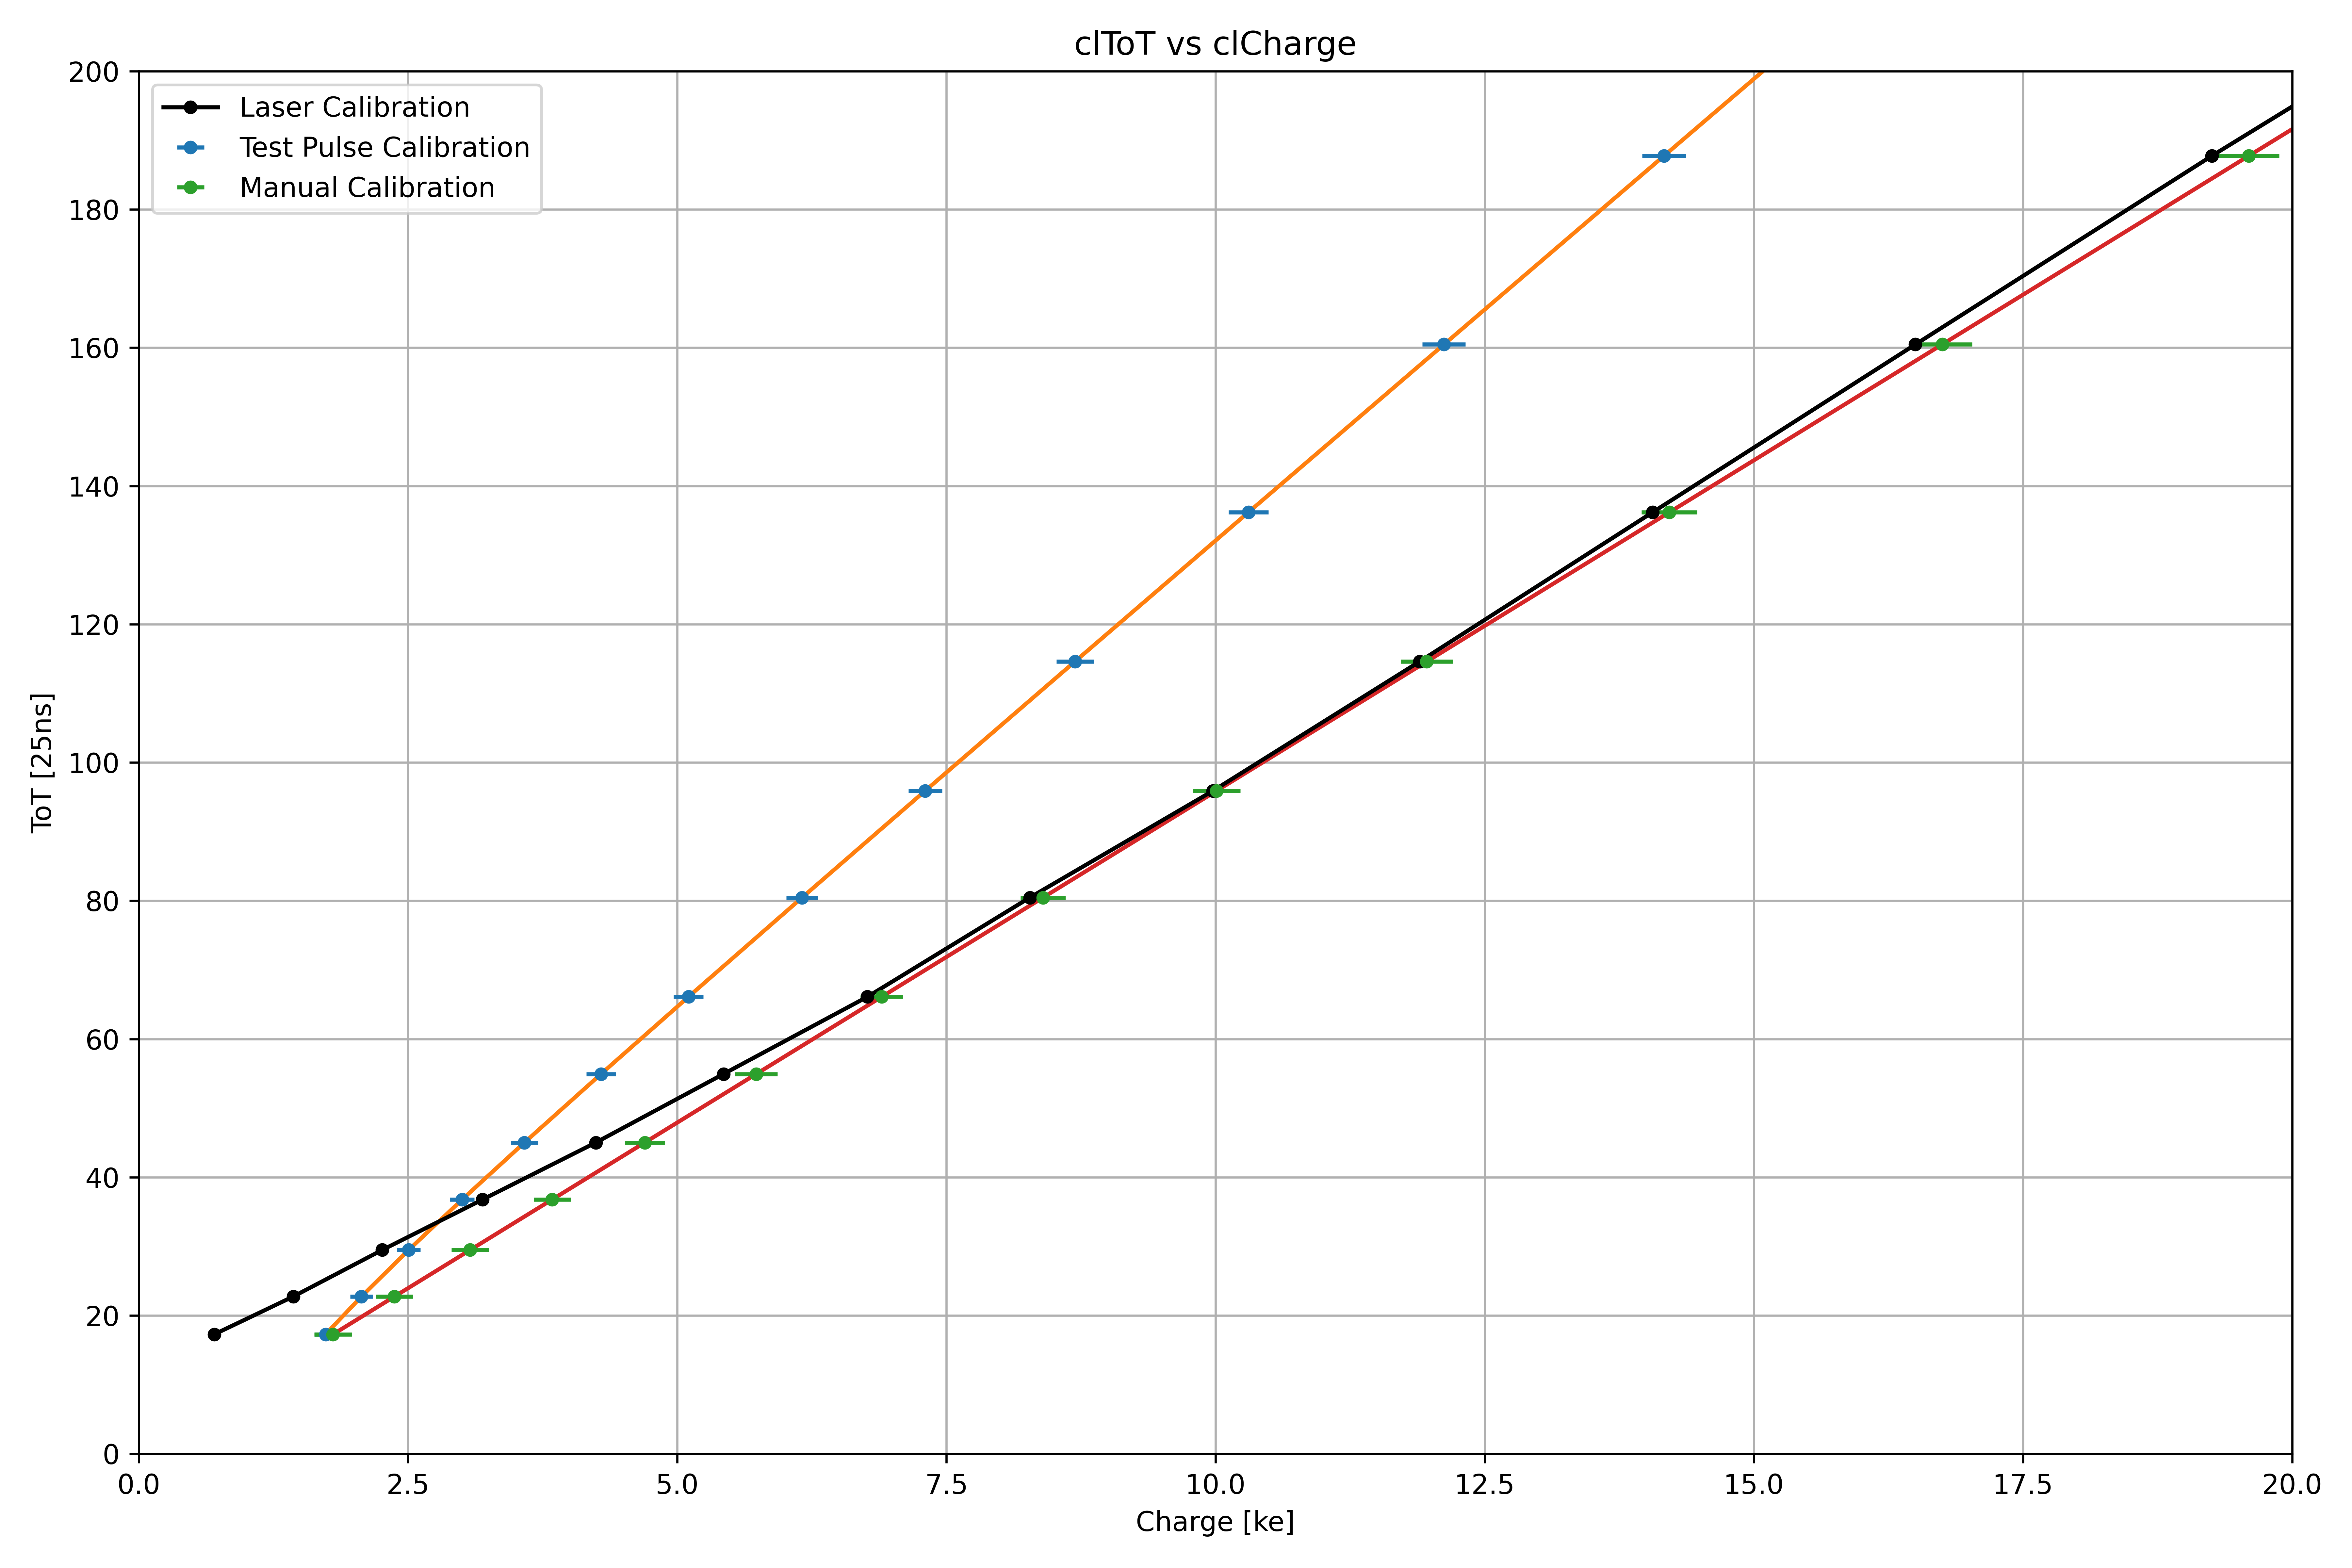 clToT vs clCharge
Laser Calibration
Test Pulse Calibration
Manual Calibration
ToT [25ns]
200
180
160
140
120
100
80
60
40
20
0
0.0 2.5 5.0 7.5 10.0 12.5 15.0 17.5 20.0
Charge [ke]